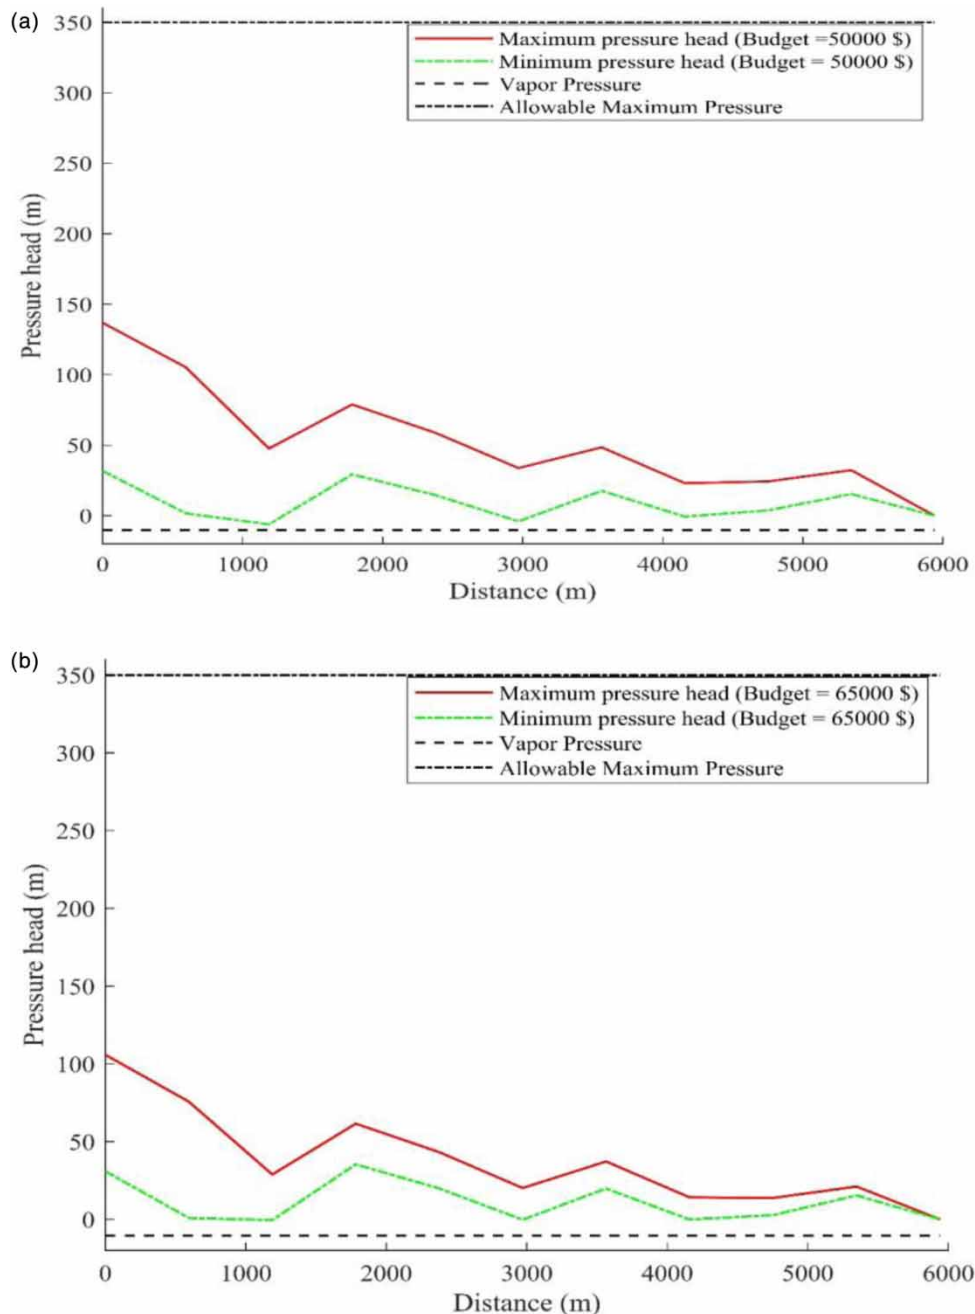 (a)
350
300
250
200
150
100
50
0
Pressure head (m)
Maximum pressure head (Budget =50000 $)
Minimum pressure head (Budget = 50000 $)
Vapor Pressure
Allowable Maximum Pressure
0 1000 2000 3000 4000 5000 6000
Distance (m)
(b)
350
300
250
200
150
100
50
0
Pressure head (m)
Maximum pressure head (Budget = 65000 $)
Minimum pressure head (Budget = 65000 $)
Vapor Pressure
Allowable Maximum Pressure
0 1000 2000 3000 4000 5000 6000
Distance (m)